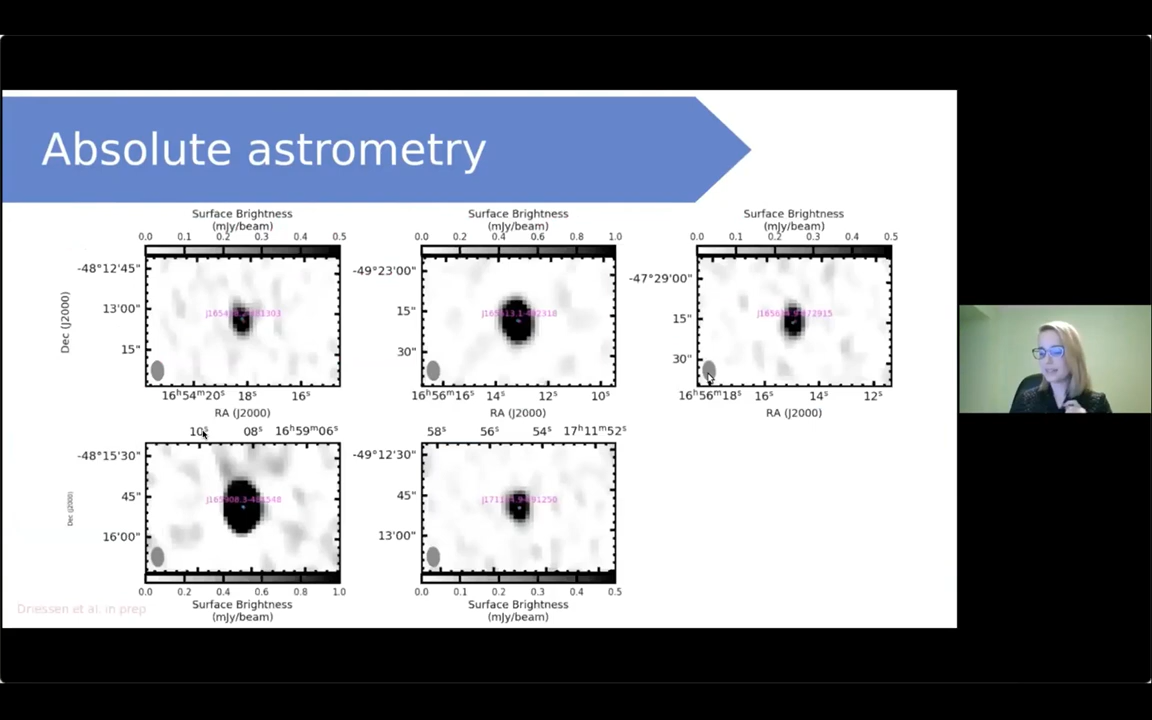 Absolute astrometry
Surface Brightness
(mJy/beam)
0.0 0.1 0.2 0.3 0.4 0.5
-48°12'45"
13'00"
15"
Dec (J2000)
16ʰ54ᵐ20ˢ 18ˢ 16ˢ
RA (J2000)
Surface Brightness
(mJy/beam)
0.0 0.2 0.4 0.6 0.8 1.0
-49°23'00"
15"
30"
16ʰ56ᵐ16ˢ 14ˢ 12ˢ 10ˢ
RA (J2000)
Surface Brightness
(mJy/beam)
0.0 0.1 0.2 0.3 0.4 0.5
-47°29'00"
15"
30"
16ʰ56ᵐ18ˢ 16ˢ 14ˢ 12ˢ
RA (J2000)
10ˢ 08ˢ 16ʰ59ᵐ06ˢ
-48°15'30"
45"
16'00"
Dec (J2000)
0.0 0.2 0.4 0.6 0.8 1.0
Surface Brightness
(mJy/beam)
58ˢ 56ˢ 54ˢ 17ʰ11ᵐ52ˢ
-49°12'30"
45"
13'00"
0.0 0.1 0.2 0.3 0.4 0.5
Surface Brightness
(mJy/beam)
Driessen et al. in prep